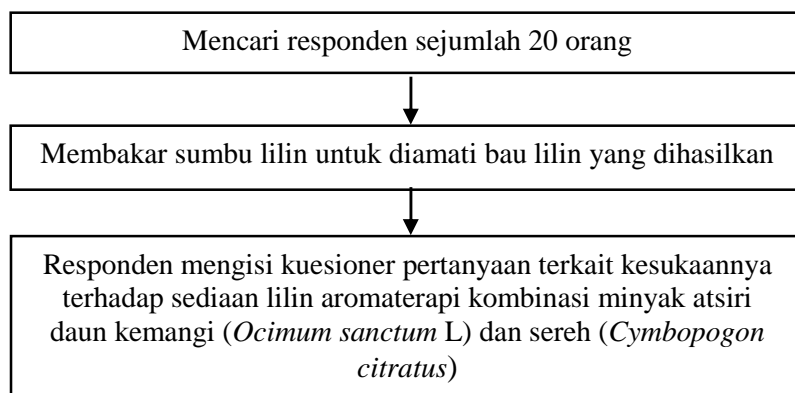 Mencari responden sejumlah 20 orang
Membakar sumbu lilin untuk diamati bau lilin yang dihasilkan
Responden mengisi kuesioner pertanyaan terkait kesukaannya
terhadap sediaan lilin aromaterapi kombinasi minyak atsiri
daun kemangi (Ocimum sanctum L) dan sereh (Cymbopogon
citratus)